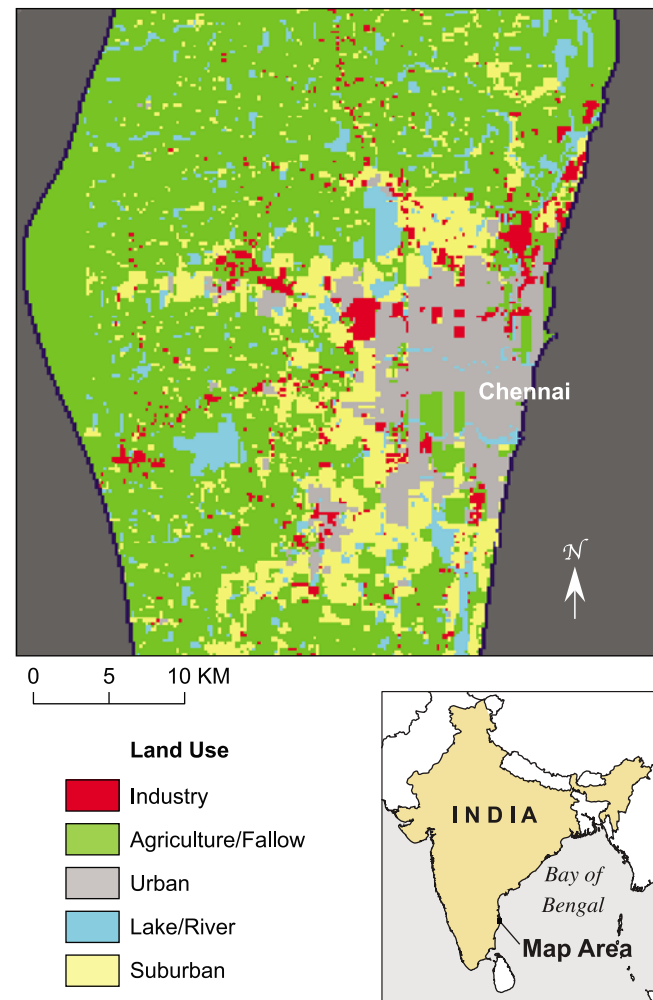 Chennai
N
0 5 10 KM
Land Use
Industry
Agriculture/Fallow
Urban
Lake/River
Suburban
INDIA
Bay of
Bengal
Map Area